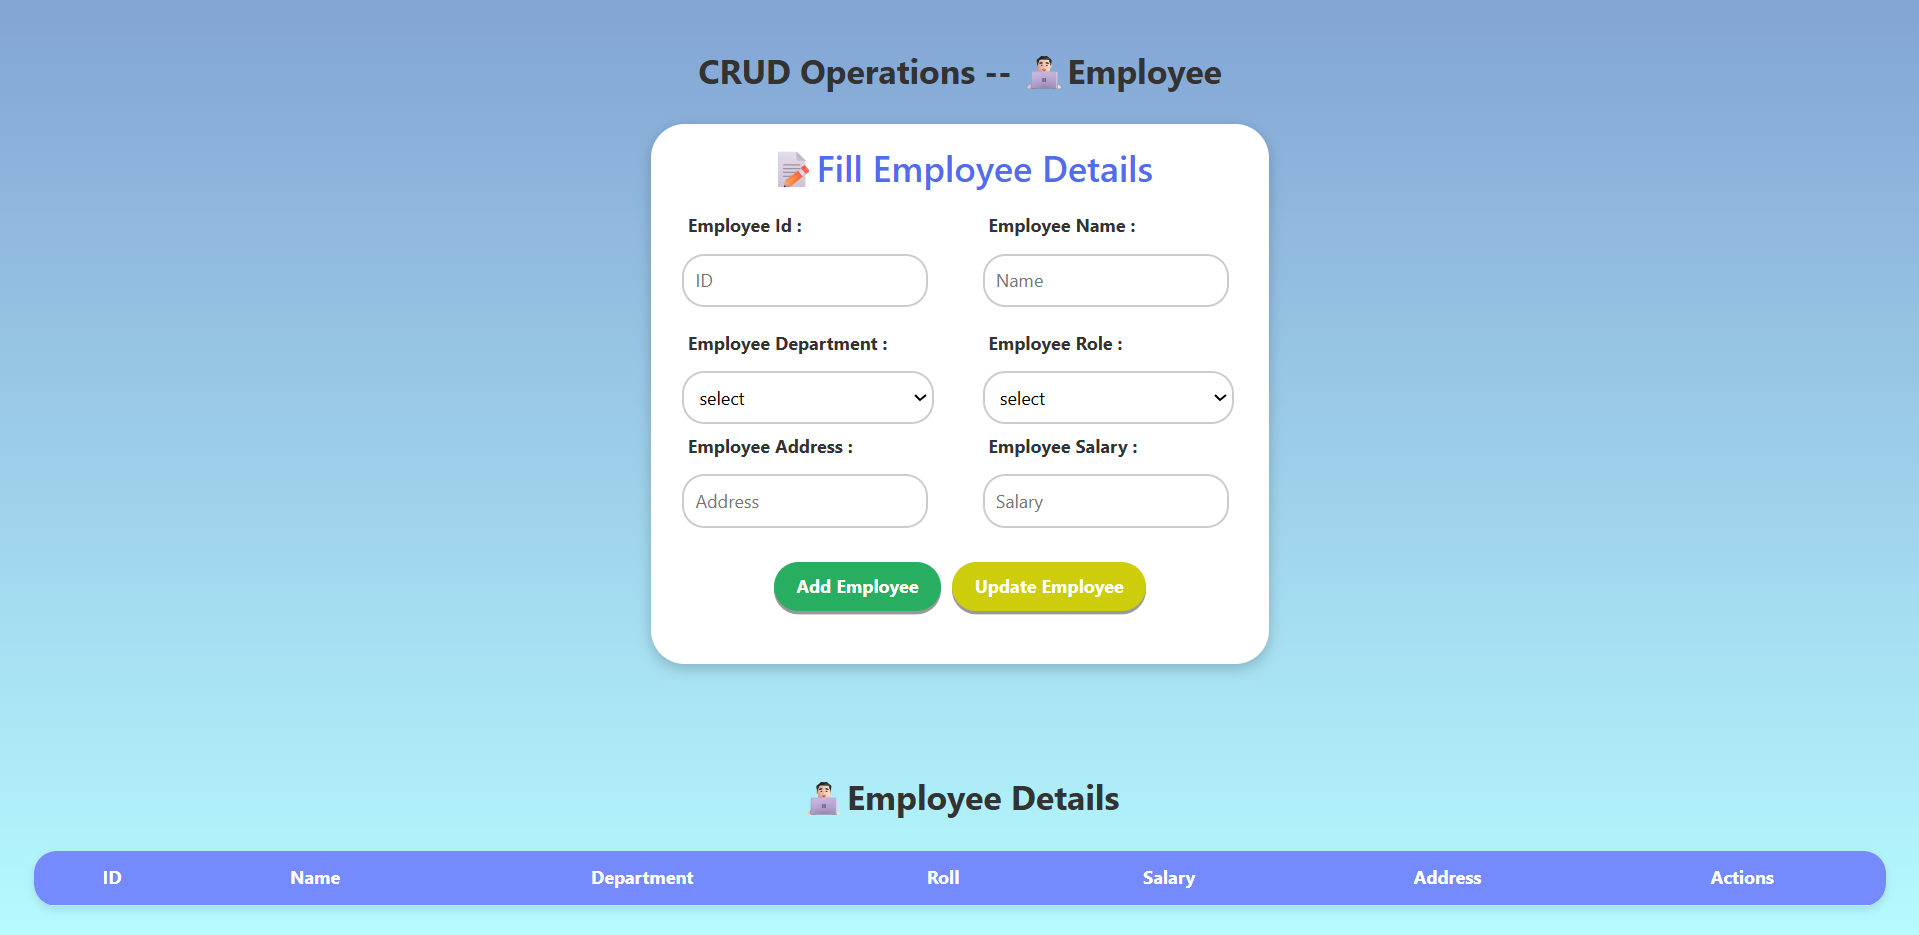 CRUD Operations -- 🧑🏻‍💻 Employee
📝 Fill Employee Details
Employee Id : Employee Name :
ID Name
Employee Department : Employee Role :
select select
Employee Address : Employee Salary :
Address Salary
Add Employee Update Employee
🧑🏻‍💻 Employee Details
ID Name Department Roll Salary Address Actions